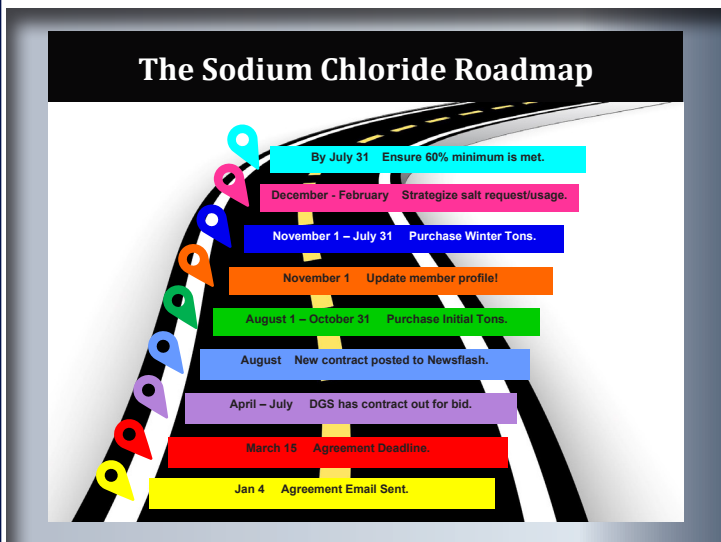 The Sodium Chloride Roadmap
By July 31 Ensure 60% minimum is met.
December - February Strategize salt request/usage.
November 1 – July 31 Purchase Winter Tons.
November 1 Update member profile!
August 1 – October 31 Purchase Initial Tons.
August New contract posted to Newsflash.
April – July DGS has contract out for bid.
March 15 Agreement Deadline.
Jan 4 Agreement Email Sent.